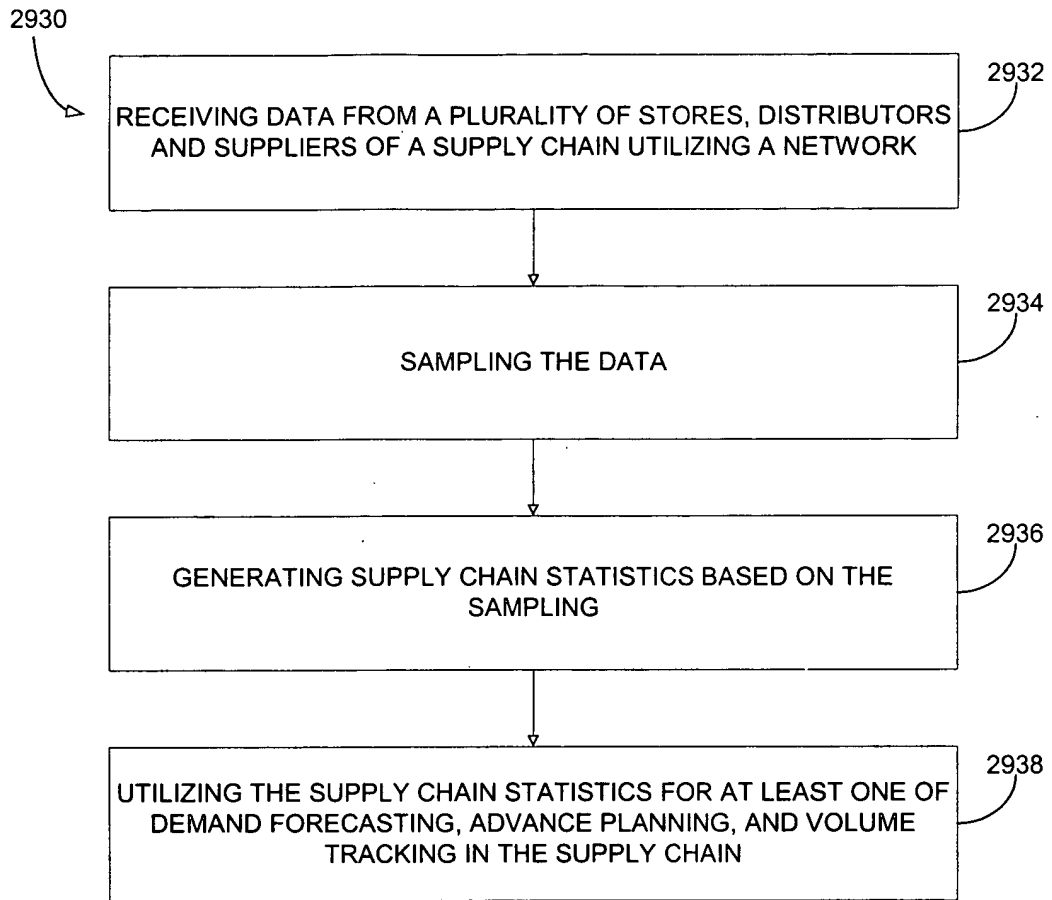 2930
2932
RECEIVING DATA FROM A PLURALITY OF STORES, DISTRIBUTORS
AND SUPPLIERS OF A SUPPLY CHAIN UTILIZING A NETWORK
2934
SAMPLING THE DATA
2936
GENERATING SUPPLY CHAIN STATISTICS BASED ON THE
SAMPLING
2938
UTILIZING THE SUPPLY CHAIN STATISTICS FOR AT LEAST ONE OF
DEMAND FORECASTING, ADVANCE PLANNING, AND VOLUME
TRACKING IN THE SUPPLY CHAIN